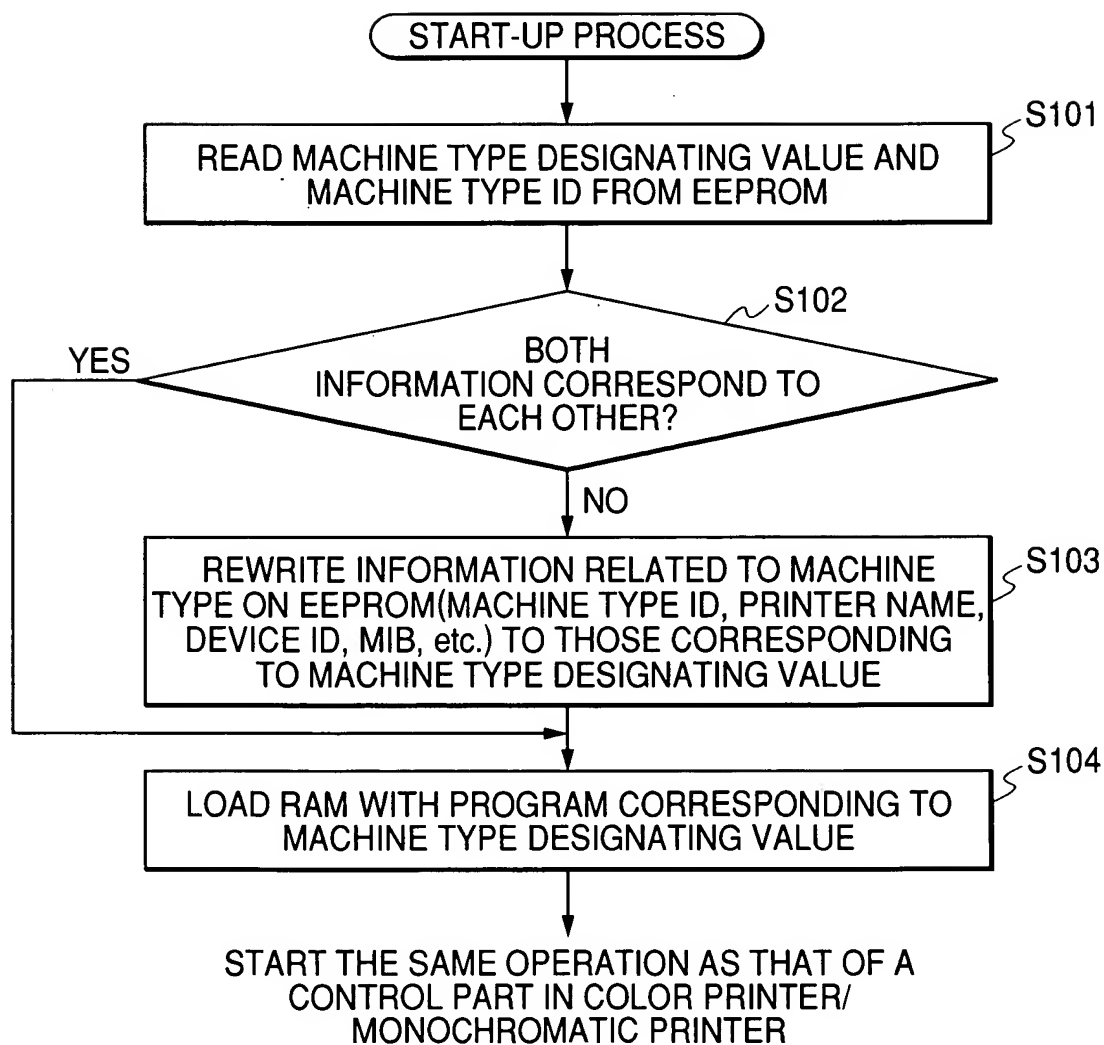 START-UP PROCESS
S101
READ MACHINE TYPE DESIGNATING VALUE AND
MACHINE TYPE ID FROM EEPROM
S102
YES
BOTH
INFORMATION CORRESPOND TO
EACH OTHER?
NO
S103
REWRITE INFORMATION RELATED TO MACHINE
TYPE ON EEPROM(MACHINE TYPE ID, PRINTER NAME,
DEVICE ID, MIB, etc.) TO THOSE CORRESPONDING
TO MACHINE TYPE DESIGNATING VALUE
S104
LOAD RAM WITH PROGRAM CORRESPONDING TO
MACHINE TYPE DESIGNATING VALUE
START THE SAME OPERATION AS THAT OF A
CONTROL PART IN COLOR PRINTER/
MONOCHROMATIC PRINTER